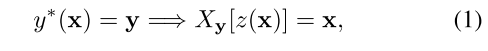 y*(x) = y ⟹ X_y[z(x)] = x, (1)